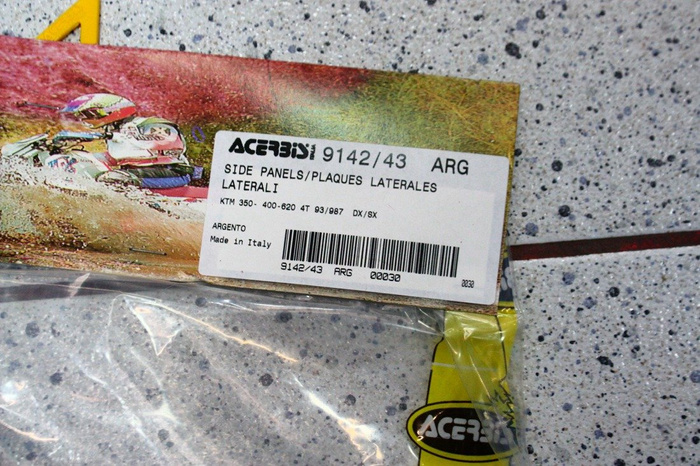 ACERBIS 9142/43 ARG
SIDE PANELS/PLAQUES LATERALES
LATERALI
KTM 350- 400-620 4T 93/987 DX/SX
ARGENTO
Made in Italy
9142/43 ARG 00030
0030
ACERBIS